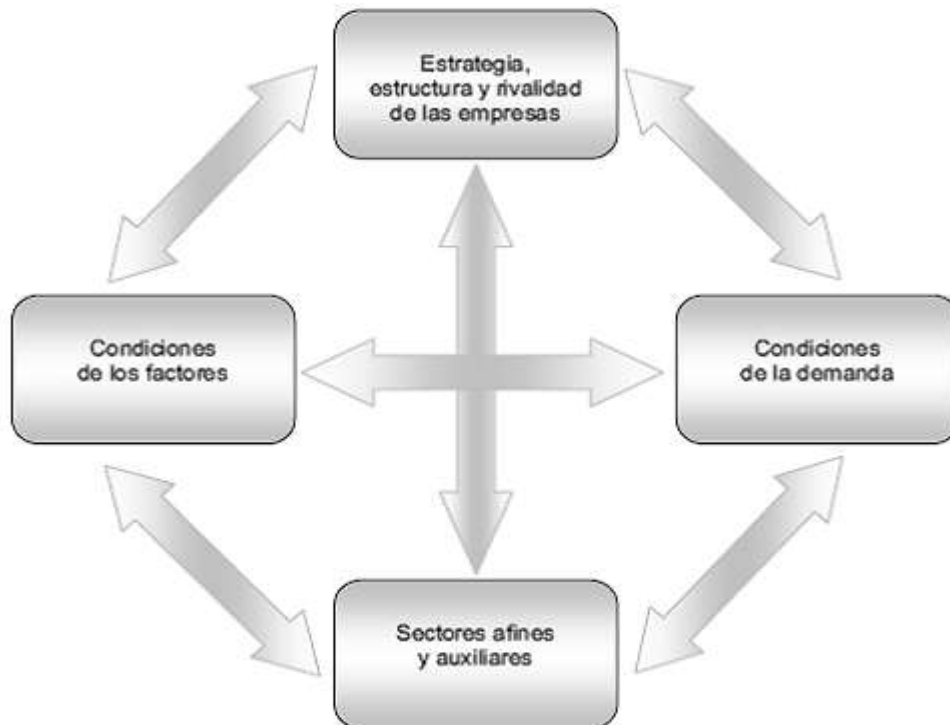 Estrategia,
estructura y rivalidad
de las empresas
Condiciones
de los factores
Condiciones
de la demanda
Sectores afines
y auxiliares